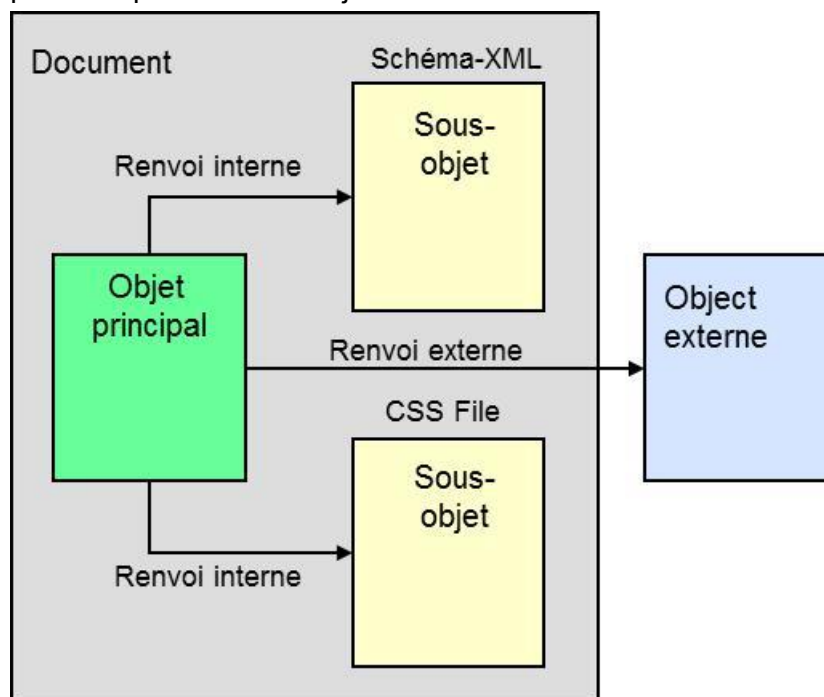 Document
Schéma-XML
Sous-
objet
Renvoi interne
Objet
principal
Object
externe
Renvoi externe
CSS File
Sous-
objet
Renvoi interne